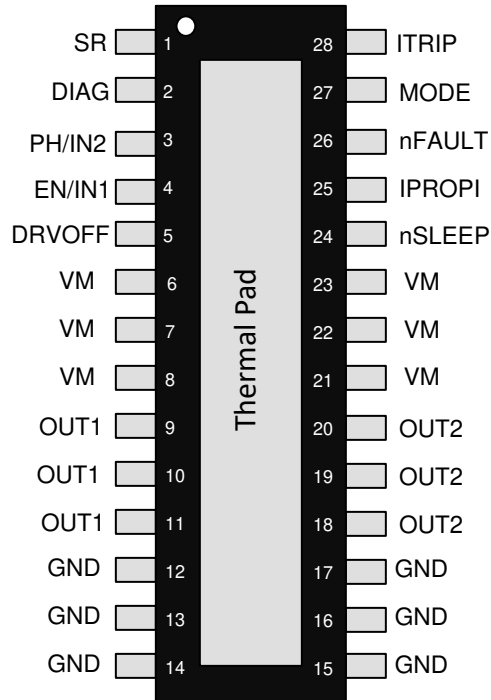 SR 1 28 ITRIP
DIAG 2 27 MODE
PH/IN2 3 26 nFAULT
EN/IN1 4 25 IPROPI
DRVOFF 5 24 nSLEEP
VM 6 23 VM
VM 7 22 VM
VM 8 21 VM
OUT1 9 20 OUT2
OUT1 10 19 OUT2
OUT1 11 18 OUT2
GND 12 17 GND
GND 13 16 GND
GND 14 15 GND
Thermal Pad